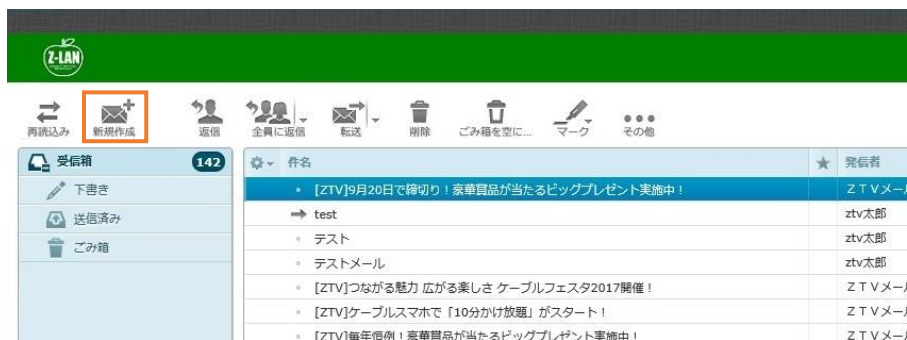 Z-LAN
再読込み 新規作成 返信 全員に返信 転送 削除 ごみ箱を空に... マーク その他
受信箱 142
下書き
送信済み
ごみ箱
件名 発信者
[ZTV]9月20日で締切り！豪華賞品が当たるビッグプレゼント実施中！ ＺＴＶメー
test ztv太郎
テスト ztv太郎
テストメール ztv太郎
[ZTV]つながる魅力 広がる楽しさ ケーブルフェスタ2017開催！ ＺＴＶメー
[ZTV]ケーブルスマホで「10分かけ放題」がスタート！ ＺＴＶメー
[ZTV]毎年恒例！豪華賞品が当たるビッグプレゼント実施中！ ＺＴＶメー